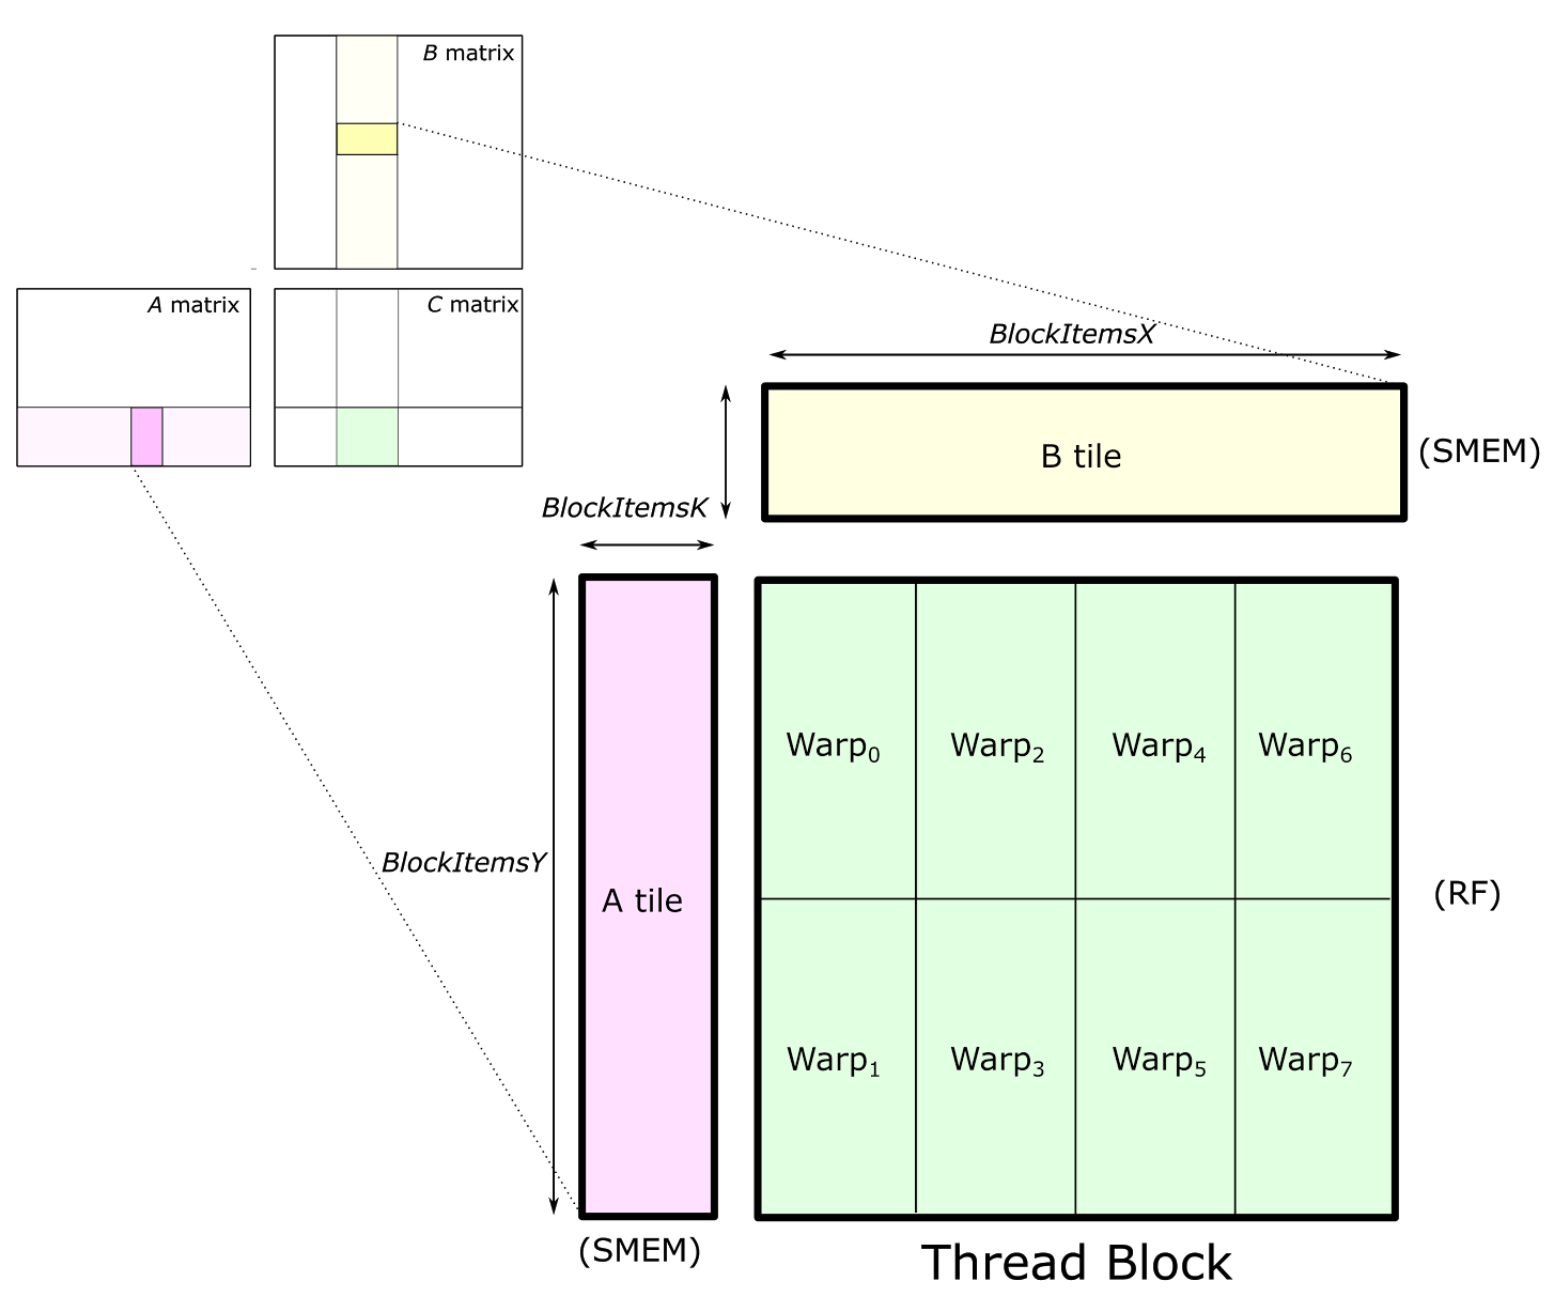 B matrix
A matrix
C matrix
BlockItemsX
B tile
(SMEM)
BlockItemsK
Warp₀ Warp₂ Warp₄ Warp₆
BlockItemsY
A tile
(RF)
Warp₁ Warp₃ Warp₅ Warp₇
(SMEM)
Thread Block